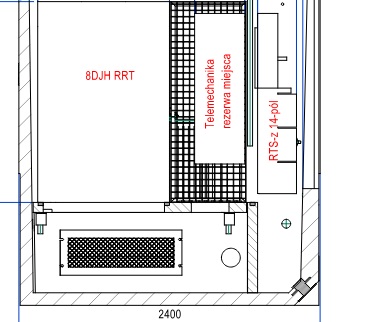 8DJH RRT
Telemechanika
rezerwa miejsca
RTS-z 14-pól
2400